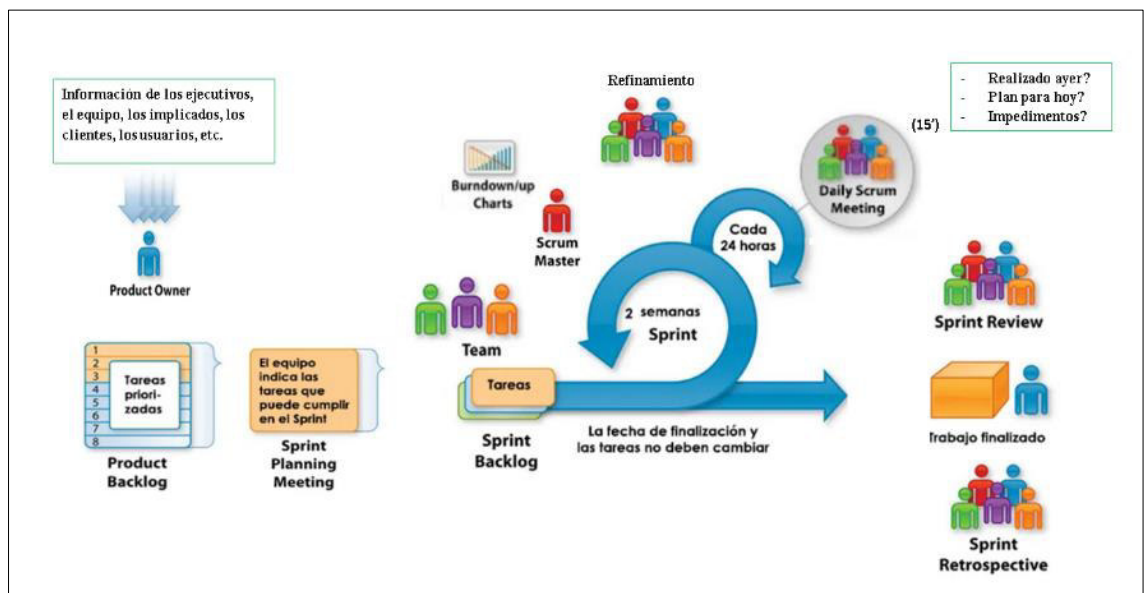 Información de los ejecutivos,
el equipo, los implicados, los
clientes, los usuarios, etc.
Product Owner
1
2
3
4
5
6
7
8
Tareas
priori-
zadas
Product
Backlog
El equipo
indica las
tareas que
puede cumplir
en el Sprint
Sprint
Planning
Meeting
Burndown/up
Charts
Scrum
Master
Team
Tareas
Sprint
Backlog
Refinamiento
2 semanas
Sprint
Cada
24 horas
La fecha de finalización y
las tareas no deben cambiar
Daily Scrum
Meeting
(15')
- Realizado ayer?
- Plan para hoy?
- Impedimentos?
Sprint Review
Trabajo finalizado
Sprint
Retrospective